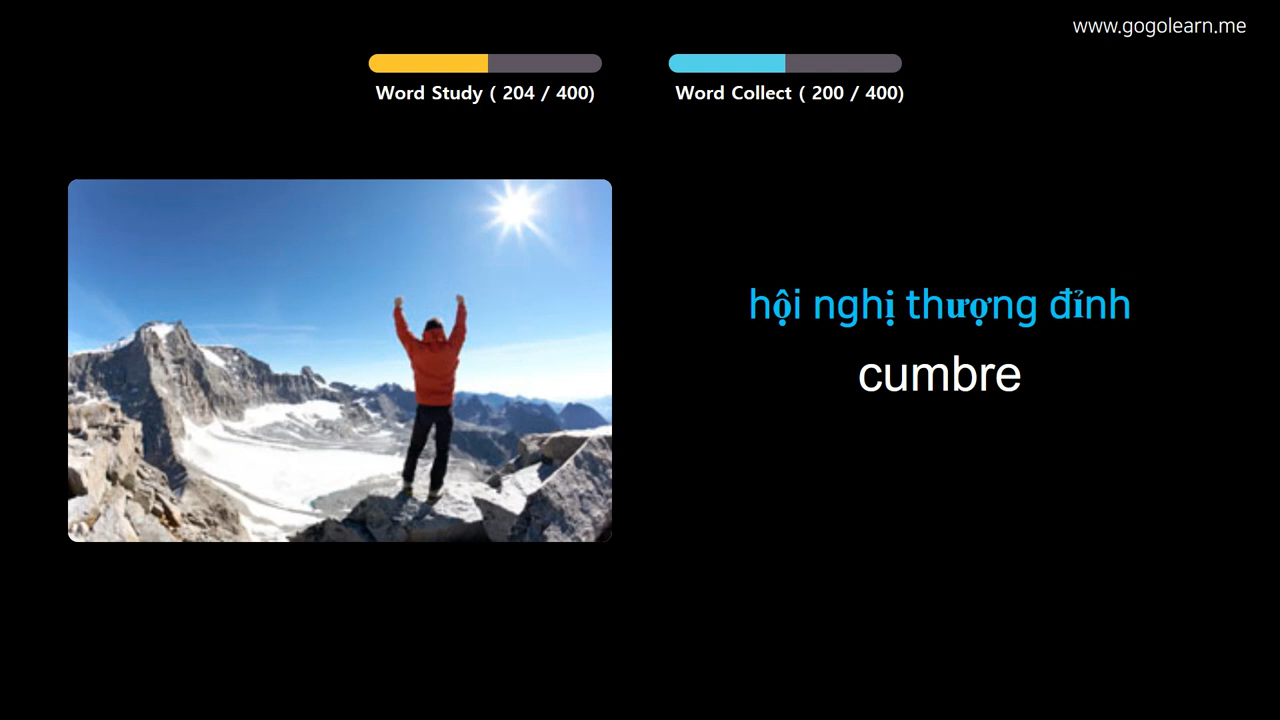 www.gogolearn.me
Word Study ( 204 / 400)
Word Collect ( 200 / 400)
hội nghị thượng đỉnh
cumbre